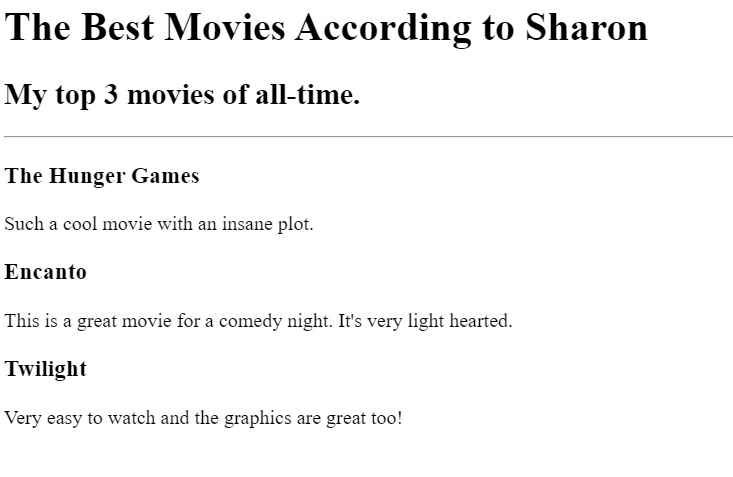 The Best Movies According to Sharon
My top 3 movies of all-time.
The Hunger Games
Such a cool movie with an insane plot.
Encanto
This is a great movie for a comedy night. It's very light hearted.
Twilight
Very easy to watch and the graphics are great too!